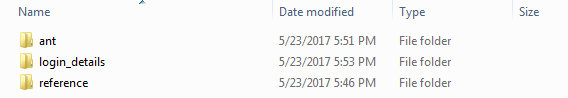 Name Date modified Type Size
ant 5/23/2017 5:51 PM File folder
login_details 5/23/2017 5:53 PM File folder
reference 5/23/2017 5:46 PM File folder